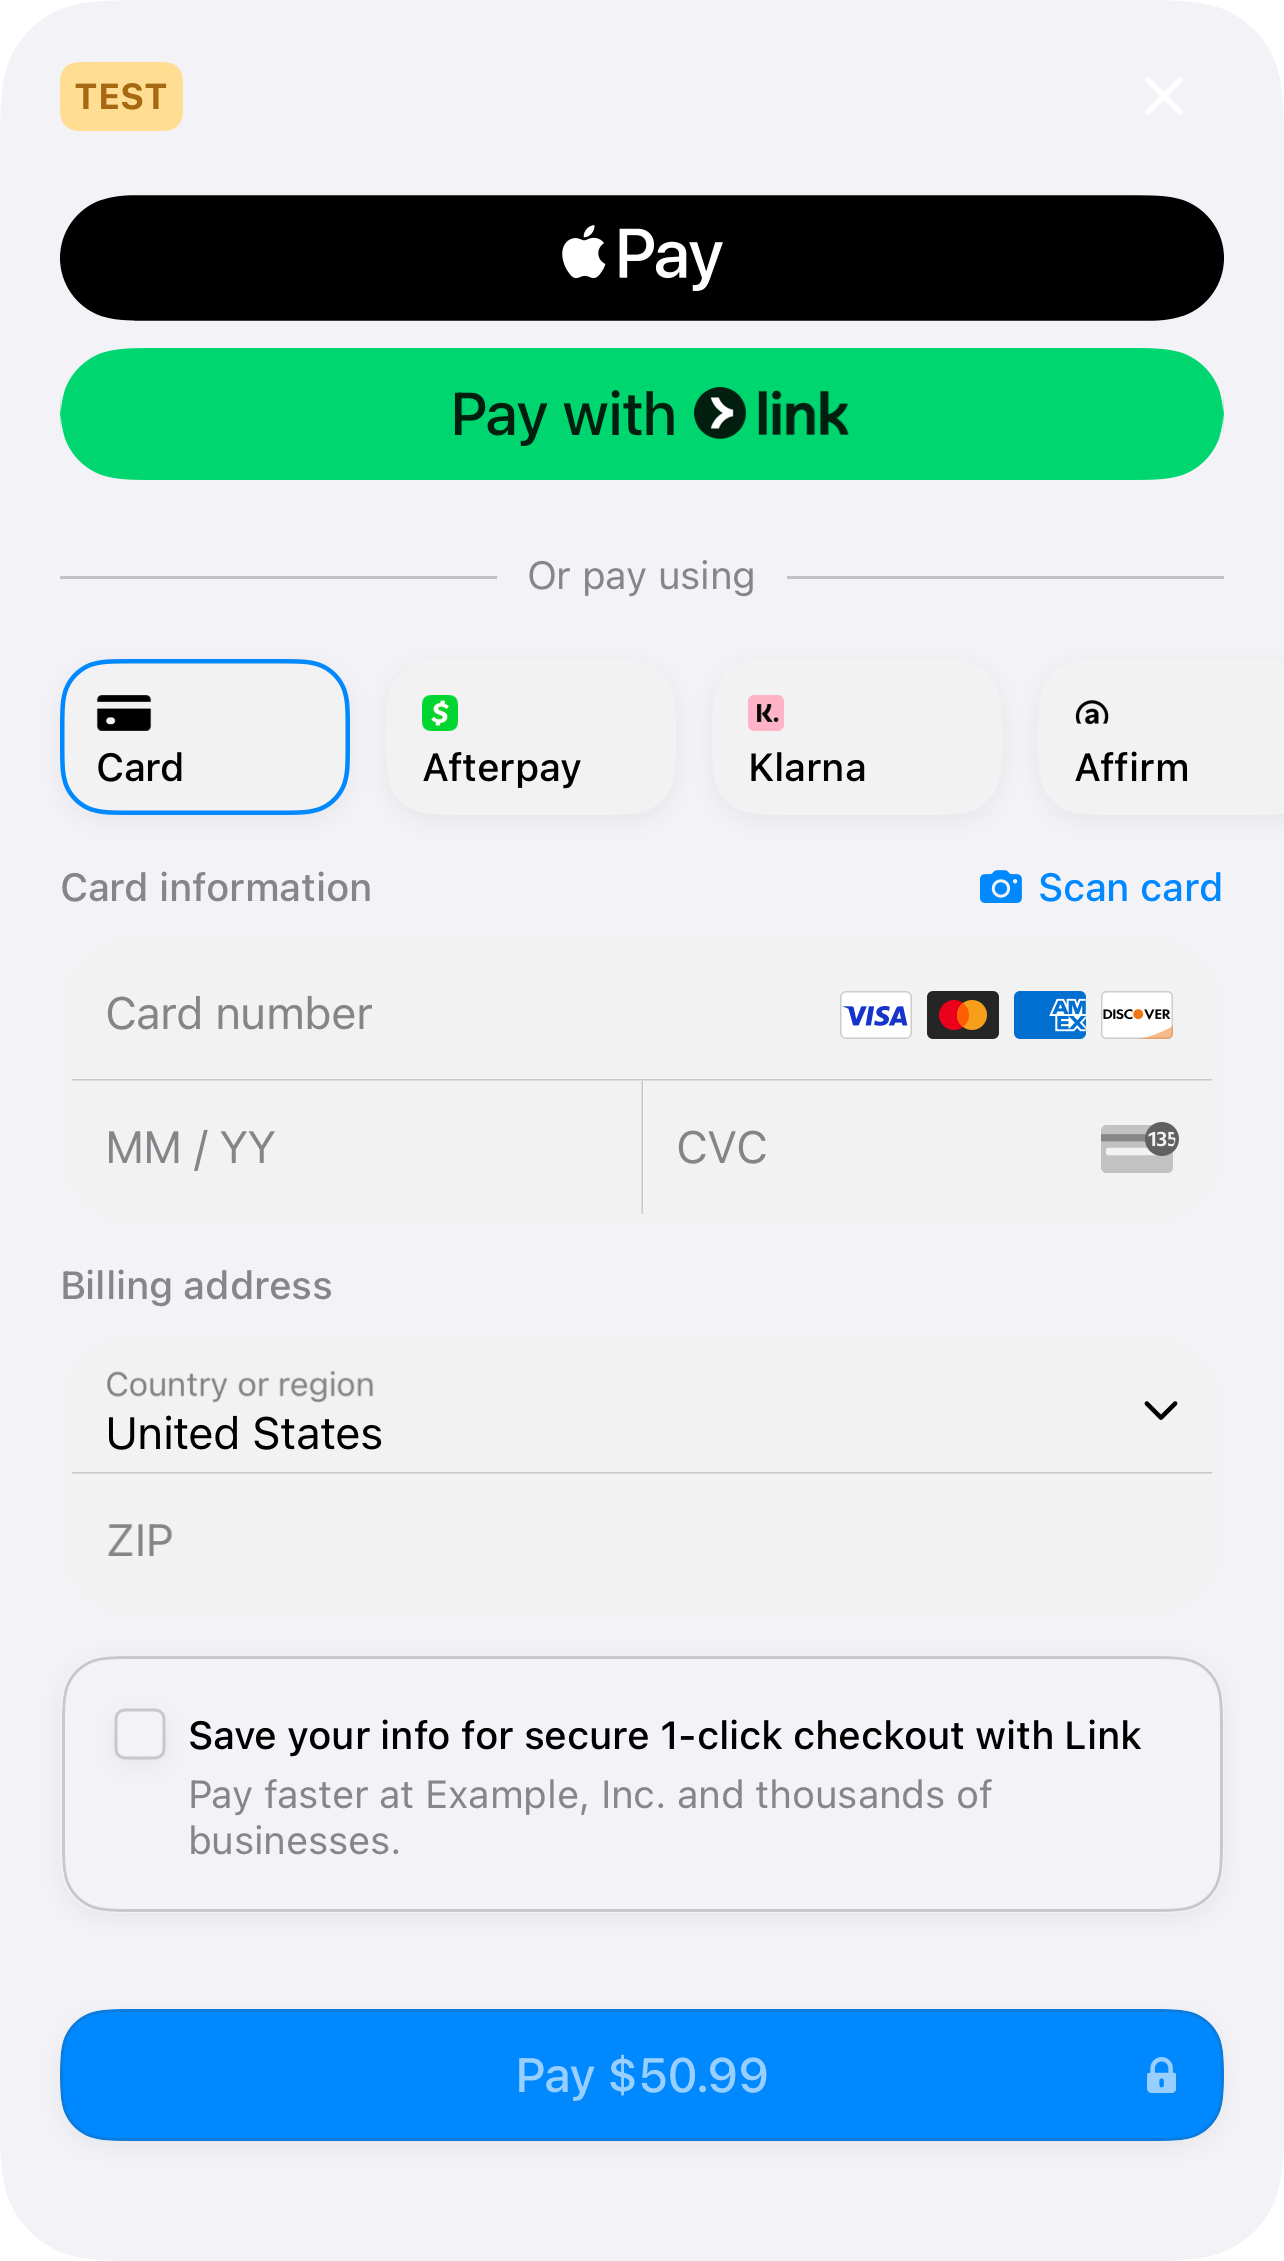 TEST
Pay
Pay with link
Or pay using
Card
Afterpay
Klarna
Affirm
Card information
Scan card
Card number
VISA
AMEX
DISCOVER
MM / YY
CVC
135
Billing address
Country or region
United States
ZIP
Save your info for secure 1-click checkout with Link
Pay faster at Example, Inc. and thousands of
businesses.
Pay $50.99